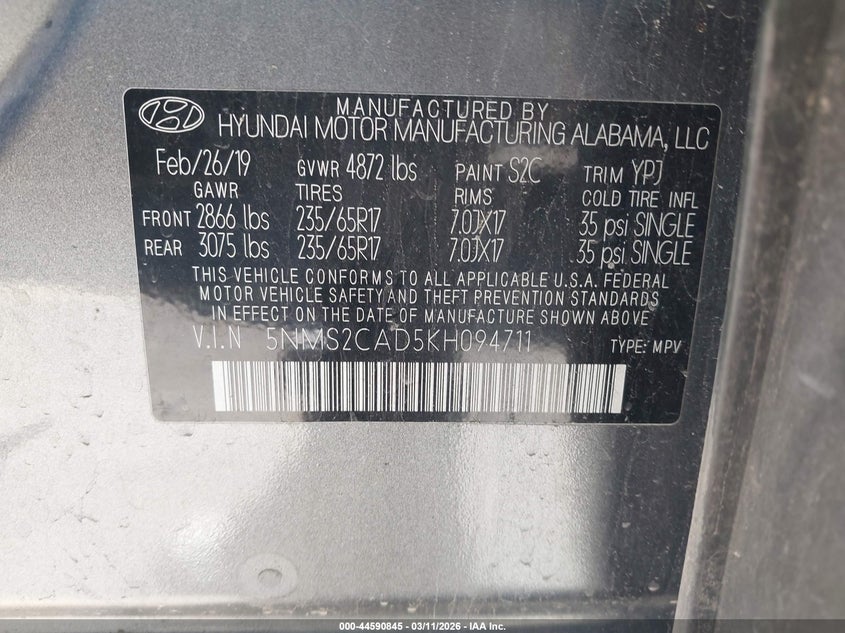 MANUFACTURED BY
HYUNDAI MOTOR MANUFACTURING ALABAMA, LLC
Feb/26/19 GVWR 4872 lbs PAINT S2C TRIM YPJ
GAWR TIRES RIMS COLD TIRE INFL
FRONT 2866 lbs 235/65R17 7.0JX17 35 psi SINGLE
REAR 3075 lbs 235/65R17 7.0JX17 35 psi SINGLE
THIS VEHICLE CONFORMS TO ALL APPLICABLE U.S.A. FEDERAL
MOTOR VEHICLE SAFETY AND THEFT PREVENTION STANDARDS
IN EFFECT ON THE DATE OF MANUFACTURE SHOWN ABOVE
V.I.N 5NMS2CAD5KH094711 TYPE: MPV
000-44590845 - 03/11/2026 - IAA Inc.